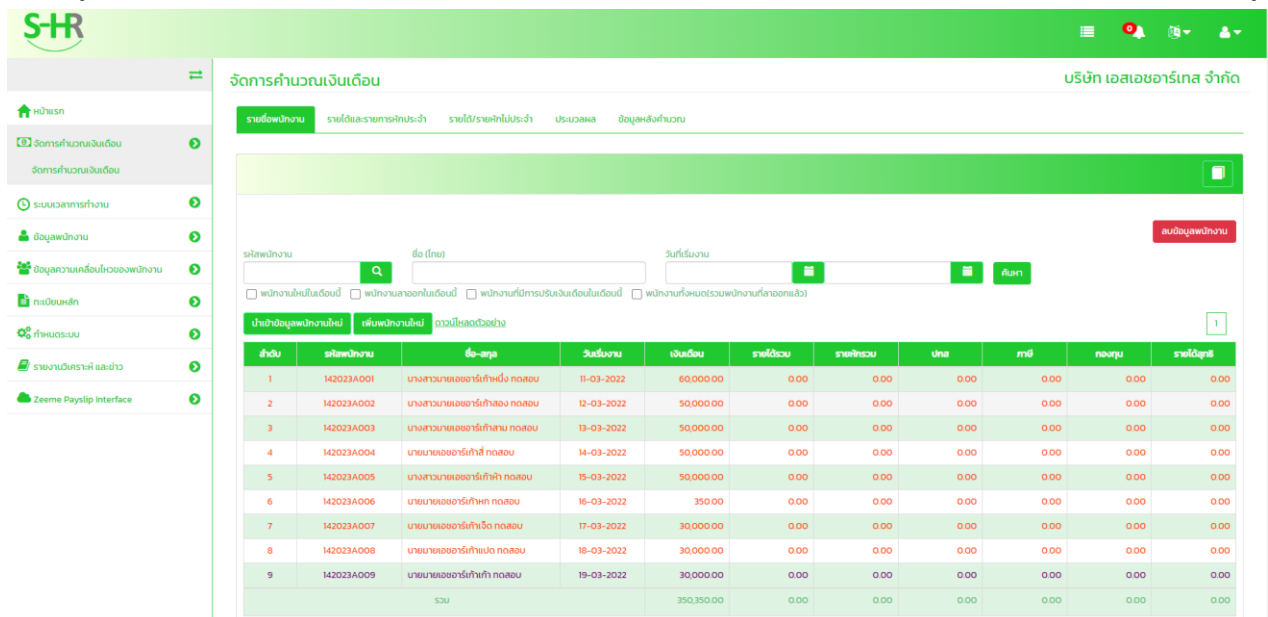 S-HR
0
จัดการคำนวณเงินเดือน
บริษัท เอสเอชอาร์เทส จำกัด
หน้าแรก
จัดการคำนวณเงินเดือน
จัดการคำนวณเงินเดือน
ระบบเวลาการทำงาน
ข้อมูลพนักงาน
ข้อมูลความเคลื่อนไหวของพนักงาน
ทะเบียนหลัก
กำหนดระบบ
รายงานวิเคราะห์ และข่าว
Zeeme Payslip Interface
รายชื่อพนักงาน รายได้และรายการหักประจำ รายได้/รายหักไม่ประจำ ประมวลผล ข้อมูลหลังคำนวณ
ลบข้อมูลพนักงาน
รหัสพนักงาน ชื่อ (ไทย) วันที่เริ่มงาน
ค้นหา
พนักงานใหม่ในเดือนนี้ พนักงานลาออกในเดือนนี้ พนักงานที่มีการปรับเงินเดือนในเดือนนี้ พนักงานทั้งหมด(รวมพนักงานที่ลาออกแล้ว)
นำเข้าข้อมูลพนักงานใหม่ เพิ่มพนักงานใหม่ ดาวน์โหลดตัวอย่าง 1
ลำดับ รหัสพนักงาน ชื่อ-สกุล วันเริ่มงาน เงินเดือน รายได้รวม รายหักรวม ปกส ภาษี กองทุน รายได้สุทธิ
1 142023A001 นางสาวมายเอชอาร์เก้าหนึ่ง ทดสอบ 11-03-2022 60,000.00 0.00 0.00 0.00 0.00 0.00 0.00
2 142023A002 นางสาวมายเอชอาร์เก้าสอง ทดสอบ 12-03-2022 50,000.00 0.00 0.00 0.00 0.00 0.00 0.00
3 142023A003 นางสาวมายเอชอาร์เก้าสาม ทดสอบ 13-03-2022 50,000.00 0.00 0.00 0.00 0.00 0.00 0.00
4 142023A004 นายมายเอชอาร์เก้าสี่ ทดสอบ 14-03-2022 50,000.00 0.00 0.00 0.00 0.00 0.00 0.00
5 142023A005 นางสาวมายเอชอาร์เก้าห้า ทดสอบ 15-03-2022 50,000.00 0.00 0.00 0.00 0.00 0.00 0.00
6 142023A006 นายมายเอชอาร์เก้าหก ทดสอบ 16-03-2022 350.00 0.00 0.00 0.00 0.00 0.00 0.00
7 142023A007 นายมายเอชอาร์เก้าเจ็ด ทดสอบ 17-03-2022 30,000.00 0.00 0.00 0.00 0.00 0.00 0.00
8 142023A008 นายมายเอชอาร์เก้าแปด ทดสอบ 18-03-2022 30,000.00 0.00 0.00 0.00 0.00 0.00 0.00
9 142023A009 นายมายเอชอาร์เก้าเก้า ทดสอบ 19-03-2022 30,000.00 0.00 0.00 0.00 0.00 0.00 0.00
รวม 350,350.00 0.00 0.00 0.00 0.00 0.00 0.00